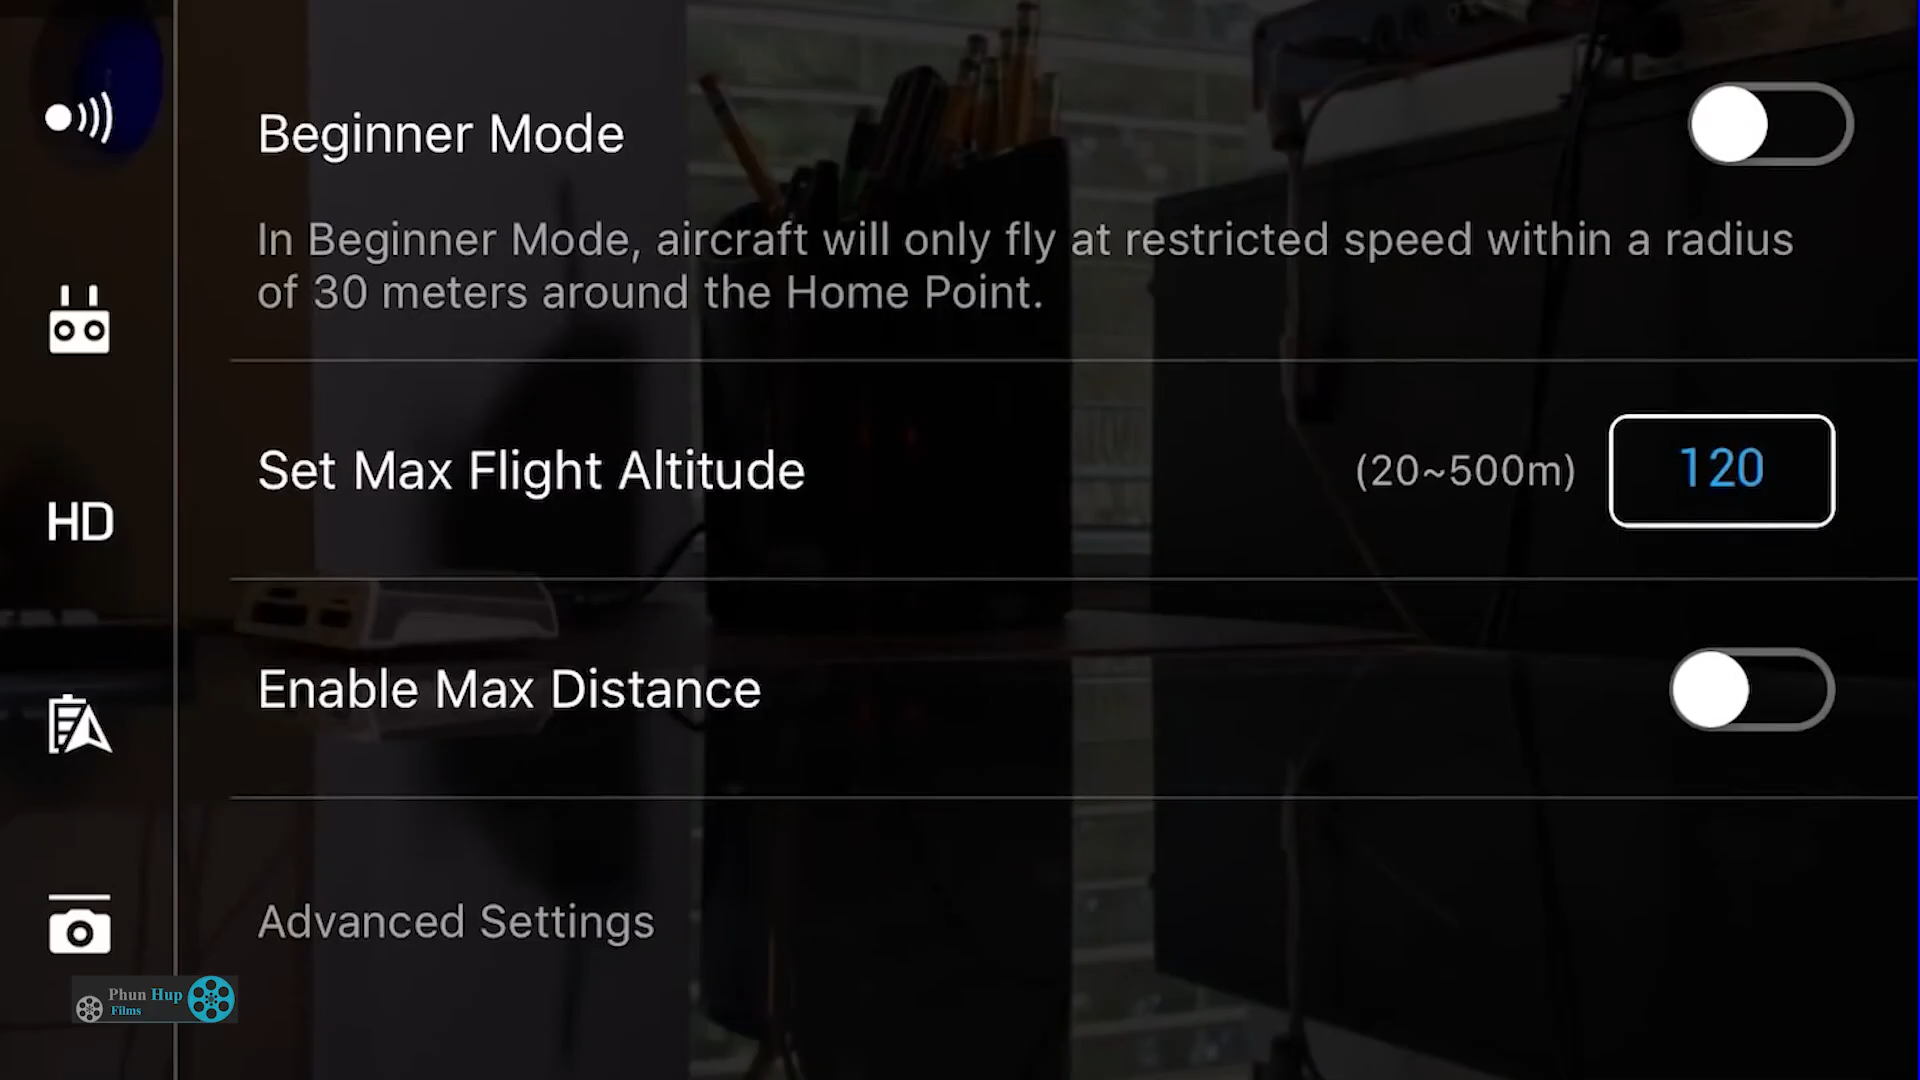 Beginner Mode
In Beginner Mode, aircraft will only fly at restricted speed within a radius
of 30 meters around the Home Point.
Set Max Flight Altitude (20~500m) 120
HD
Enable Max Distance
Advanced Settings
Phun Hup
Films